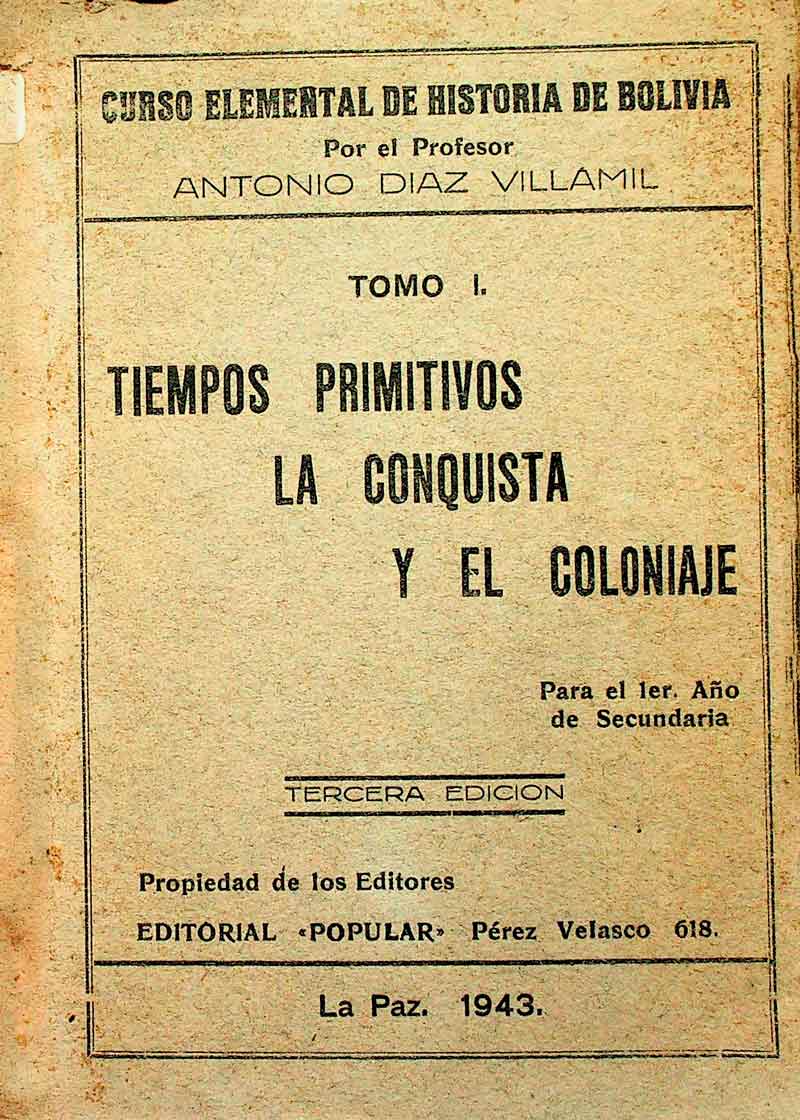 CURSO ELEMENTAL DE HISTORIA DE BOLIVIA
Por el Profesor
ANTONIO DIAZ VILLAMIL
TOMO I.
TIEMPOS PRIMITIVOS
LA CONQUISTA
Y EL COLONIAJE
Para el 1er. Año
de Secundaria
TERCERA EDICION
Propiedad de los Editores
EDITORIAL «POPULAR» Pérez Velasco 618.
La Paz. 1943.